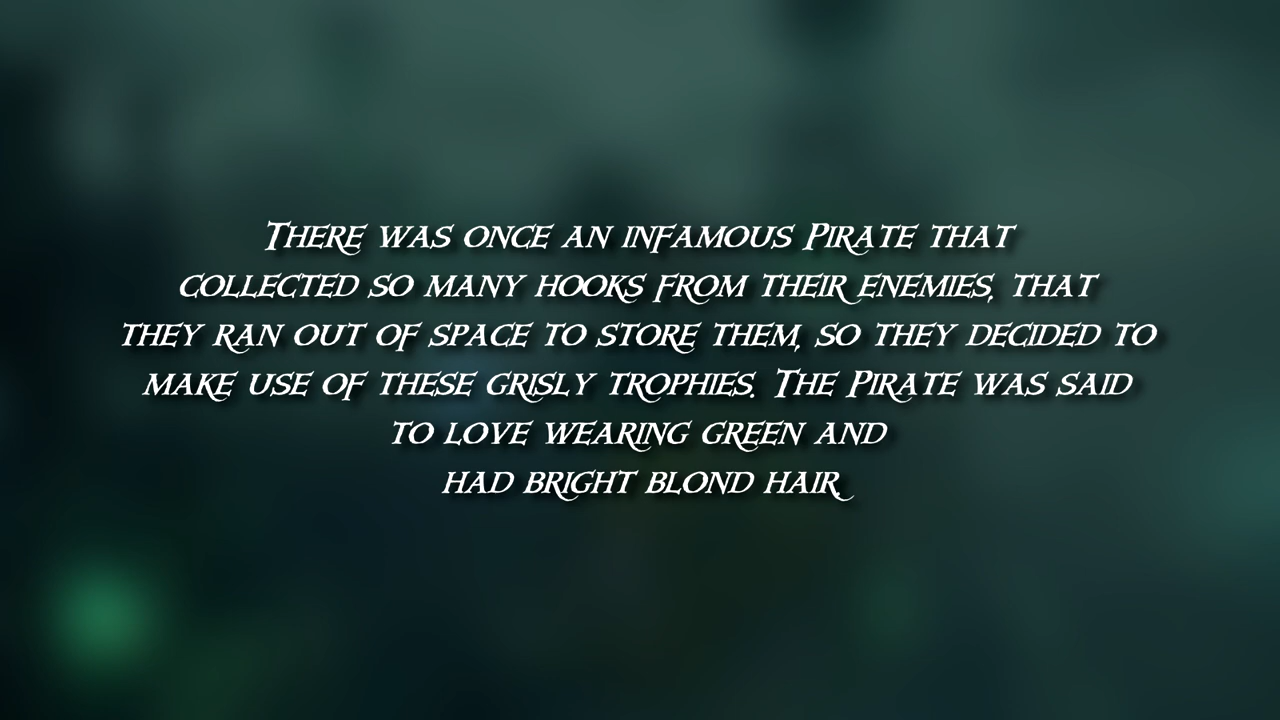 There was once an infamous Pirate that
collected so many hooks from their enemies, that
they ran out of space to store them, so they decided to
make use of these grisly trophies. The Pirate was said
to love wearing green and
had bright blond hair.